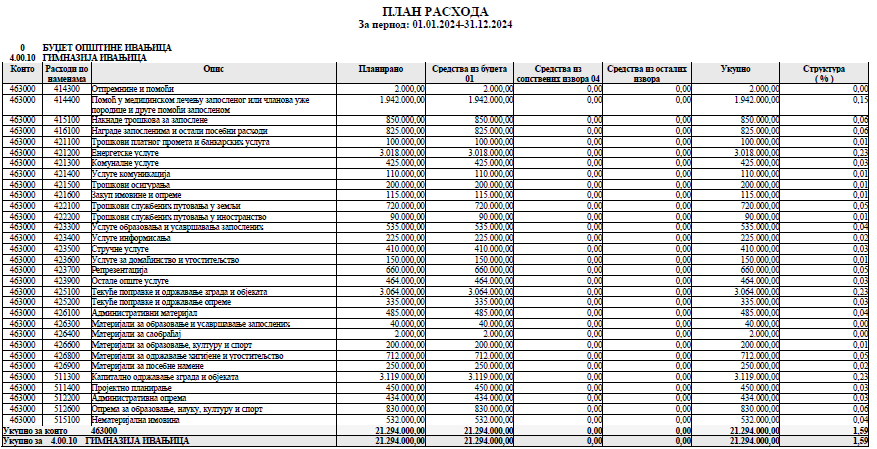 ПЛАН РАСХОДА
За период: 01.01.2024-31.12.2024
0 БУЏЕТ ОПШТИНЕ ИВАЊИЦА
4.00.10 ГИМНАЗИЈА ИВАЊИЦА
Конто Расходи по наменама Опис Планирано Средства из буџета 01 Средства из сопствених извора 04 Средства из осталих извора Укупно Структура ( % )
463000 414300 Отпремнине и помоћи 2.000,00 2.000,00 0,00 0,00 2.000,00 0,00
463000 414400 Помоћ у медицинском лечењу запосленог или чланова уже 1.942.000,00 1.942.000,00 0,00 0,00 1.942.000,00 0,15
породице и друге помоћи запосленом
463000 415100 Накнаде трошкова за запослене 850.000,00 850.000,00 0,00 0,00 850.000,00 0,06
463000 416100 Награде запосленима и остали посебни расходи 825.000,00 825.000,00 0,00 0,00 825.000,00 0,06
463000 421100 Трошкови платног промета и банкарских услуга 100.000,00 100.000,00 0,00 0,00 100.000,00 0,01
463000 421200 Енергетске услуге 3.018.000,00 3.018.000,00 0,00 0,00 3.018.000,00 0,23
463000 421300 Комуналне услуге 425.000,00 425.000,00 0,00 0,00 425.000,00 0,03
463000 421400 Услуге комуникација 110.000,00 110.000,00 0,00 0,00 110.000,00 0,01
463000 421500 Трошкови осигурања 200.000,00 200.000,00 0,00 0,00 200.000,00 0,01
463000 421600 Закуп имовине и опреме 115.000,00 115.000,00 0,00 0,00 115.000,00 0,01
463000 422100 Трошкови службених путовања у земљи 720.000,00 720.000,00 0,00 0,00 720.000,00 0,05
463000 422200 Трошкови службених путовања у иностранство 90.000,00 90.000,00 0,00 0,00 90.000,00 0,01
463000 423300 Услуге образовања и усавршавања запослених 535.000,00 535.000,00 0,00 0,00 535.000,00 0,04
463000 423400 Услуге информисања 225.000,00 225.000,00 0,00 0,00 225.000,00 0,02
463000 423500 Стручне услуге 410.000,00 410.000,00 0,00 0,00 410.000,00 0,03
463000 423600 Услуге за домаћинство и угоститељство 150.000,00 150.000,00 0,00 0,00 150.000,00 0,01
463000 423700 Репрезентација 660.000,00 660.000,00 0,00 0,00 660.000,00 0,05
463000 423900 Остале опште услуге 464.000,00 464.000,00 0,00 0,00 464.000,00 0,03
463000 425100 Текуће поправке и одржавање зграда и објеката 3.064.000,00 3.064.000,00 0,00 0,00 3.064.000,00 0,23
463000 425200 Текуће поправке и одржавање опреме 335.000,00 335.000,00 0,00 0,00 335.000,00 0,03
463000 426100 Административни материјал 485.000,00 485.000,00 0,00 0,00 485.000,00 0,04
463000 426300 Материјали за образовање и усавршавање запослених 40.000,00 40.000,00 0,00 0,00 40.000,00 0,00
463000 426400 Материјали за саобраћај 2.000,00 2.000,00 0,00 0,00 2.000,00 0,00
463000 426600 Материјали за образовање, културу и спорт 200.000,00 200.000,00 0,00 0,00 200.000,00 0,01
463000 426800 Материјали за одржавање хигијене и угоститељство 712.000,00 712.000,00 0,00 0,00 712.000,00 0,05
463000 426900 Материјали за посебне намене 250.000,00 250.000,00 0,00 0,00 250.000,00 0,02
463000 511300 Капитално одржавање зграда и објеката 3.119.000,00 3.119.000,00 0,00 0,00 3.119.000,00 0,23
463000 511400 Пројектно планирање 450.000,00 450.000,00 0,00 0,00 450.000,00 0,03
463000 512200 Административна опрема 434.000,00 434.000,00 0,00 0,00 434.000,00 0,03
463000 512600 Опрема за образовање, науку, културу и спорт 830.000,00 830.000,00 0,00 0,00 830.000,00 0,06
463000 515100 Нематеријална имовина 532.000,00 532.000,00 0,00 0,00 532.000,00 0,04
Укупно за конто 463000 21.294.000,00 21.294.000,00 0,00 0,00 21.294.000,00 1,59
Укупно за 4.00.10 ГИМНАЗИЈА ИВАЊИЦА 21.294.000,00 21.294.000,00 0,00 0,00 21.294.000,00 1,59